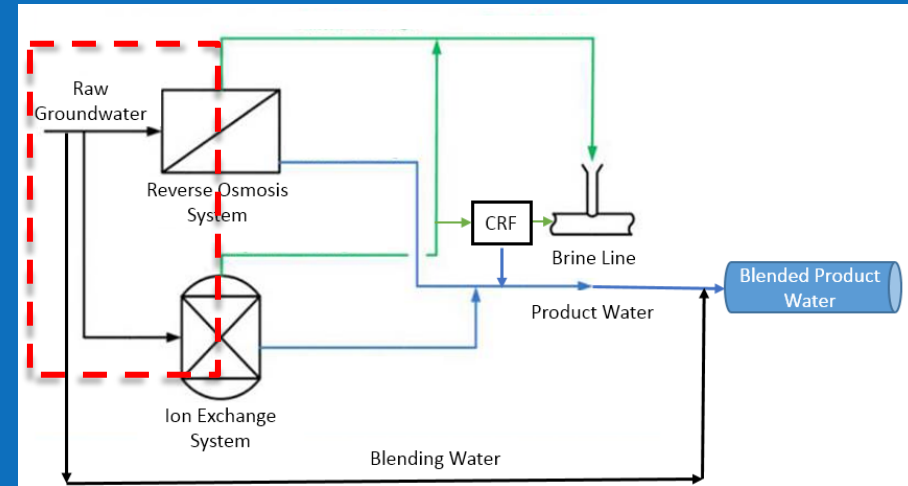 Raw
Groundwater
Reverse Osmosis
System
CRF
Brine Line
Blended Product
Water
Product Water
Ion Exchange
System
Blending Water